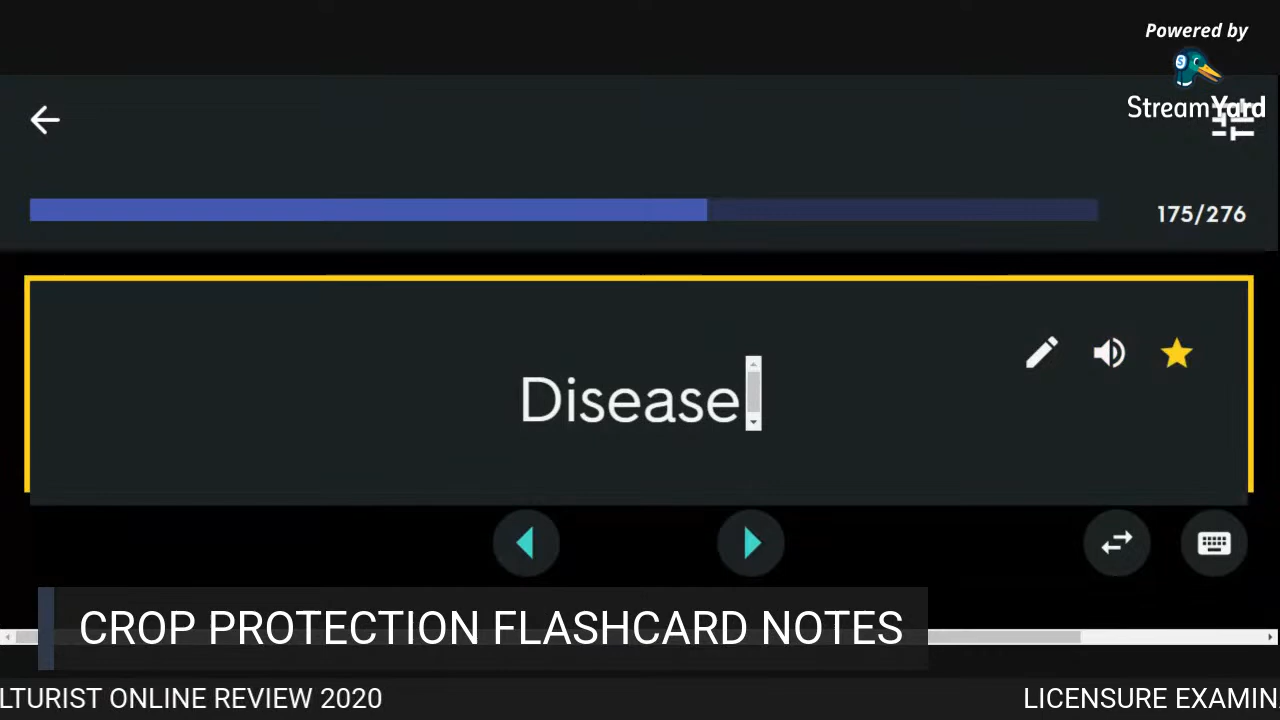 Powered by
StreamYard
175/276
Disease
CROP PROTECTION FLASHCARD NOTES
LTURIST ONLINE REVIEW 2020
LICENSURE EXAMIN